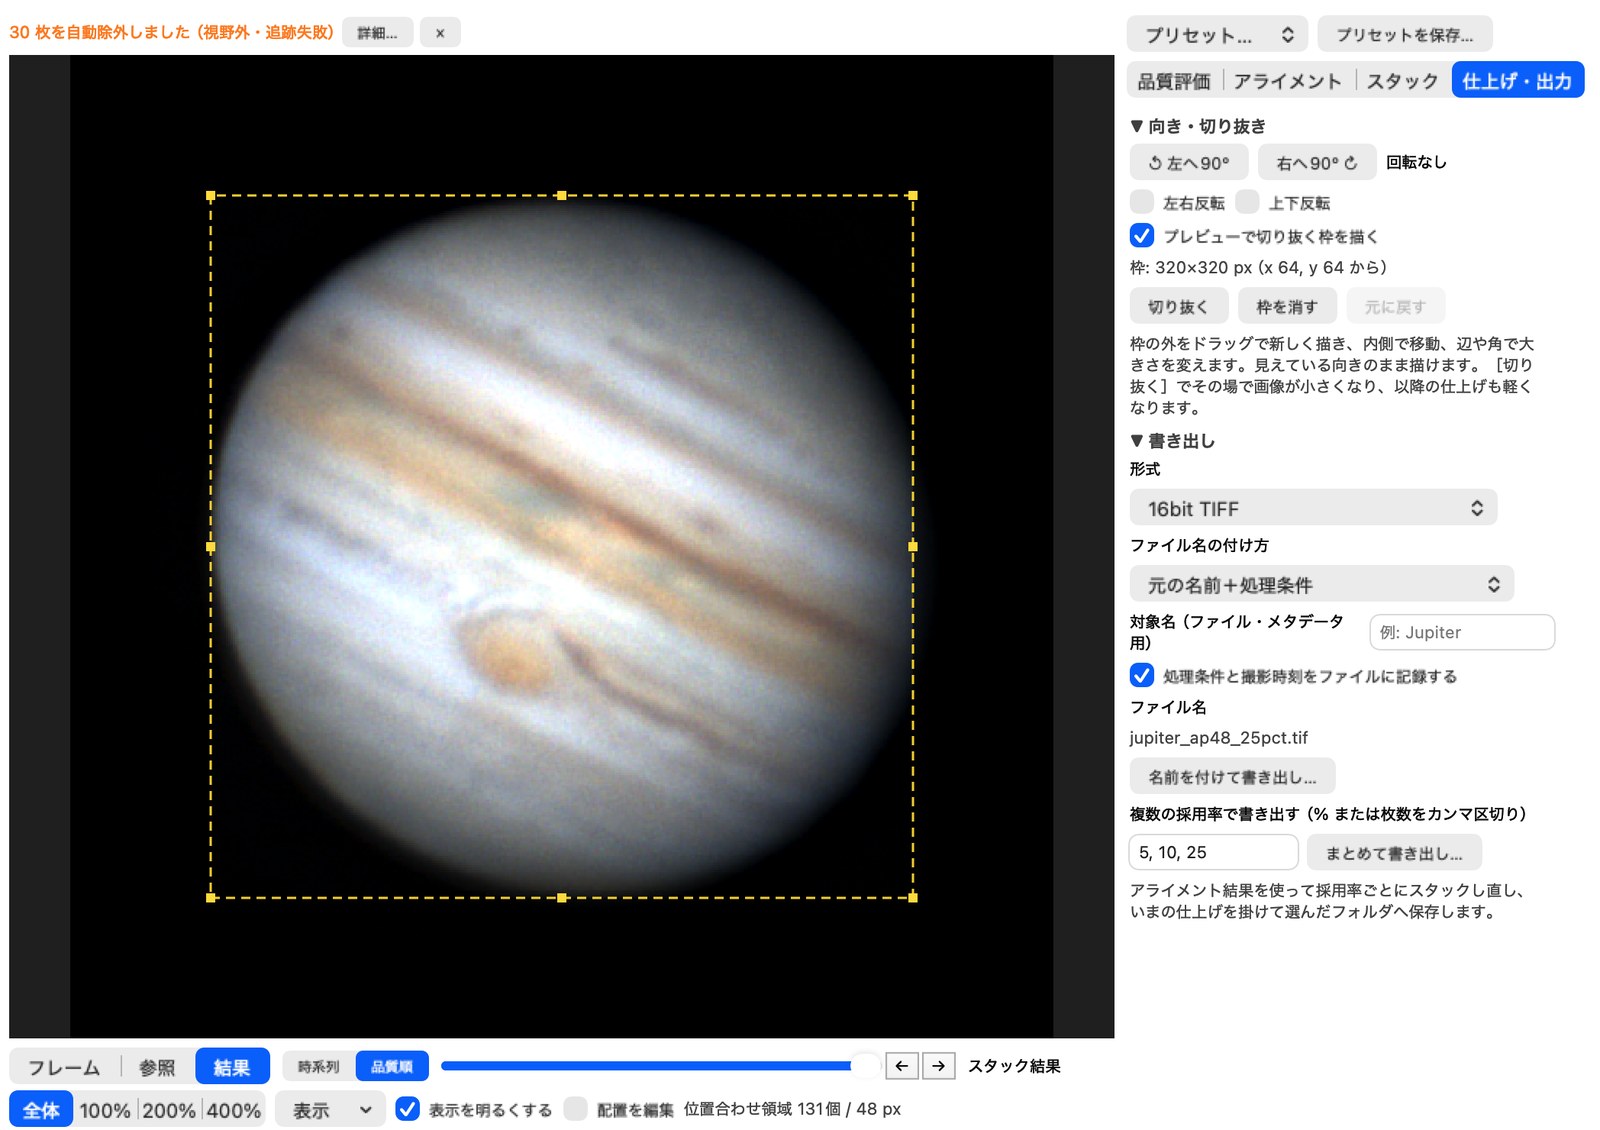 30 枚を自動除外しました (視野外・追跡失敗) 詳細... ×
プリセット... プリセットを保存...
品質評価 アライメント スタック 仕上げ・出力
▼ 向き・切り抜き
左へ90° 右へ90° 回転なし
左右反転 上下反転
プレビューで切り抜く枠を描く
枠: 320×320 px (x 64, y 64 から)
切り抜く 枠を消す 元に戻す
枠の外をドラッグで新しく描き、内側で移動、辺や角で大
きさを変えます。見えている向きのまま描けます。［切り
抜く］でその場で画像が小さくなり、以降の仕上げも軽く
なります。
▼ 書き出し
形式
16bit TIFF
ファイル名の付け方
元の名前＋処理条件
対象名 (ファイル・メタデータ
用)
例: Jupiter
処理条件と撮影時刻をファイルに記録する
ファイル名
jupiter_ap48_25pct.tif
名前を付けて書き出し...
複数の採用率で書き出す (% または枚数をカンマ区切り)
5, 10, 25 まとめて書き出し...
アライメント結果を使って採用率ごとにスタックし直し、
いまの仕上げを掛けて選んだフォルダへ保存します。
フレーム 参照 結果 時系列 品質順 ← → スタック結果
全体 100% 200% 400% 表示 表示を明るくする 配置を編集 位置合わせ領域 131個 / 48 px